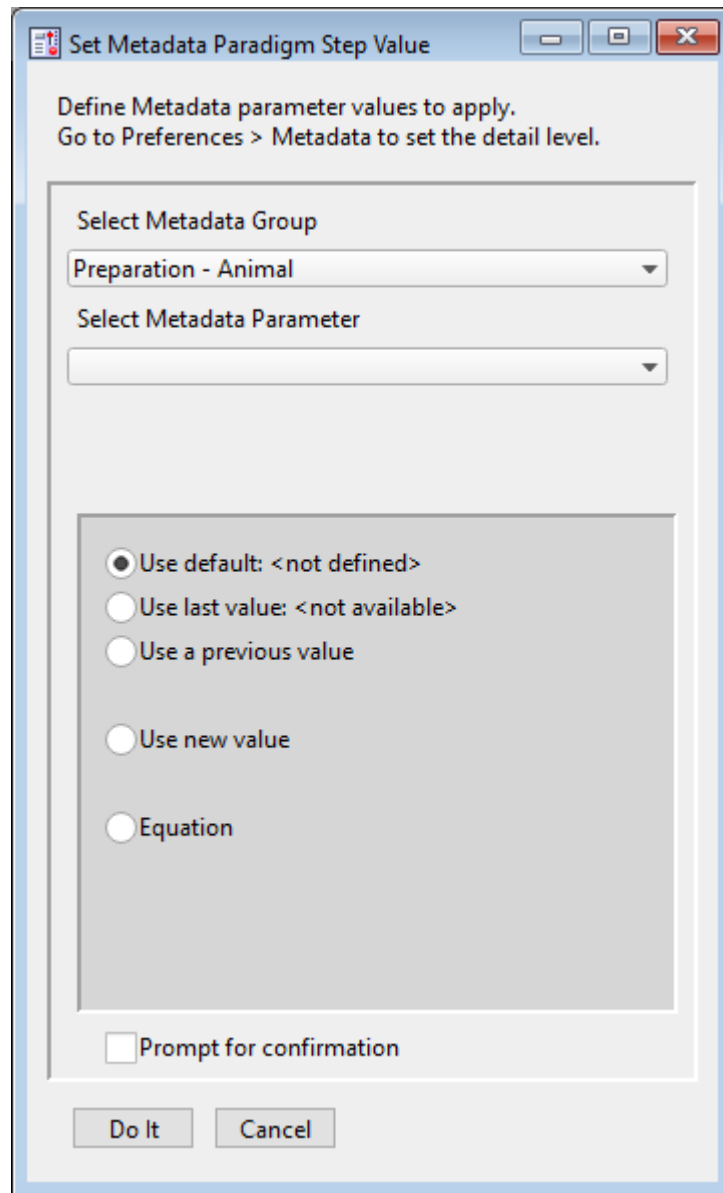 Set Metadata Paradigm Step Value
Define Metadata parameter values to apply.
Go to Preferences > Metadata to set the detail level.
Select Metadata Group
Preparation - Animal
Select Metadata Parameter
Use default: <not defined>
Use last value: <not available>
Use a previous value
Use new value
Equation
Prompt for confirmation
Do It
Cancel